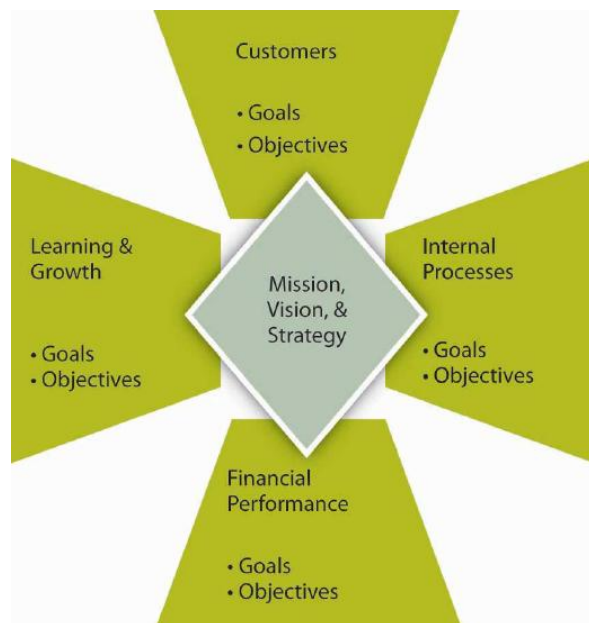 Customers
• Goals
• Objectives
Learning &
Growth
• Goals
• Objectives
Mission,
Vision, &
Strategy
Internal
Processes
• Goals
• Objectives
Financial
Performance
• Goals
• Objectives